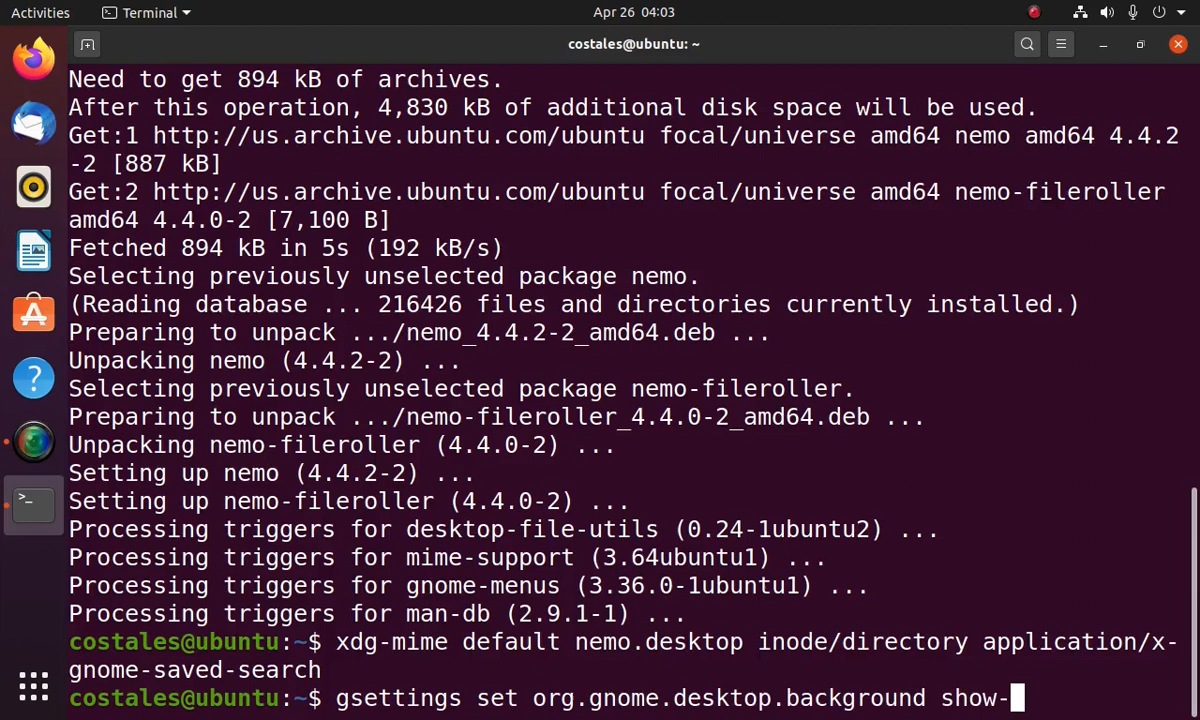 Activities
Terminal
Apr 26 04:03
costales@ubuntu: ~
Need to get 894 kB of archives.
After this operation, 4,830 kB of additional disk space will be used.
Get:1 http://us.archive.ubuntu.com/ubuntu focal/universe amd64 nemo amd64 4.4.2
-2 [887 kB]
Get:2 http://us.archive.ubuntu.com/ubuntu focal/universe amd64 nemo-fileroller
amd64 4.4.0-2 [7,100 B]
Fetched 894 kB in 5s (192 kB/s)
Selecting previously unselected package nemo.
(Reading database ... 216426 files and directories currently installed.)
Preparing to unpack .../nemo_4.4.2-2_amd64.deb ...
Unpacking nemo (4.4.2-2) ...
Selecting previously unselected package nemo-fileroller.
Preparing to unpack .../nemo-fileroller_4.4.0-2_amd64.deb ...
Unpacking nemo-fileroller (4.4.0-2) ...
Setting up nemo (4.4.2-2) ...
Setting up nemo-fileroller (4.4.0-2) ...
Processing triggers for desktop-file-utils (0.24-1ubuntu2) ...
Processing triggers for mime-support (3.64ubuntu1) ...
Processing triggers for gnome-menus (3.36.0-1ubuntu1) ...
Processing triggers for man-db (2.9.1-1) ...
costales@ubuntu:~$ xdg-mime default nemo.desktop inode/directory application/x-
gnome-saved-search
costales@ubuntu:~$ gsettings set org.gnome.desktop.background show-